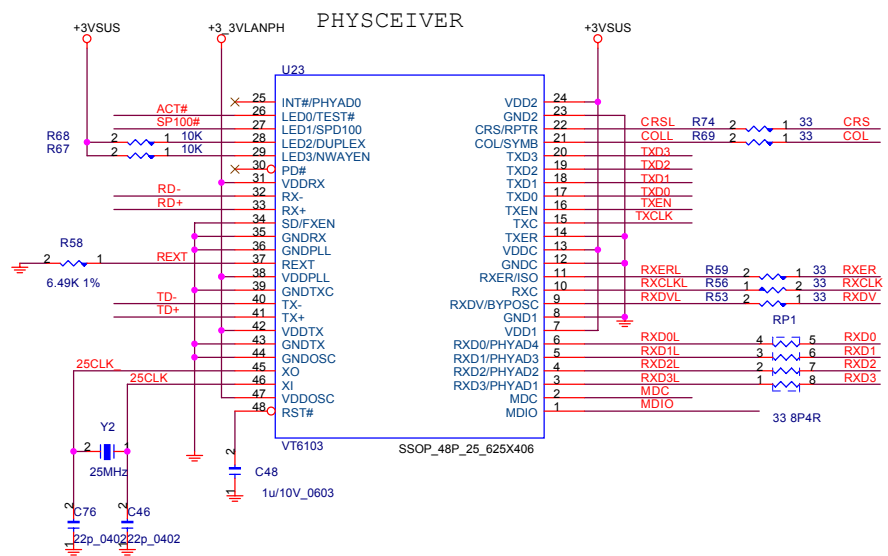 PHYSCEIVER
+3VSUS
+3_3VLANPH
+3VSUS
U23
25 INT#/PHYAD0 VDD2 24
ACT# 26 LED0/TEST# GND2 23
SP100# 27 LED1/SPD100 CRS/RPTR 22 CRSL R74 2 1 33 CRS
R68 2 1 10K 28 LED2/DUPLEX COL/SYMB 21 COLL R69 2 1 33 COL
R67 2 1 10K 29 LED3/NWAYEN TXD3 20 TXD3
30 PD# TXD2 19 TXD2
31 VDDRX TXD1 18 TXD1
RD- 32 RX- TXD0 17 TXD0
RD+ 33 RX+ TXEN 16 TXEN
34 SD/FXEN TXC 15 TXCLK
35 GNDRX TXER 14
R58 36 GNDPLL VDDC 13
2 1 REXT 37 REXT GNDC 12
6.49K 1% 38 VDDPLL RXER/ISO 11 RXERL R59 2 1 33 RXER
39 GNDTXC RXC 10 RXCLKL R56 1 2 33 RXCLK
TD- 40 TX- RXDV/BYPOSC 9 RXDVL R53 2 1 33 RXDV
TD+ 41 TX+ GND1 8
42 VDDTX VDD1 7 RP1
43 GNDTX RXD0/PHYAD4 6 RXD0L 4 5 RXD0
44 GNDOSC RXD1/PHYAD3 5 RXD1L 3 6 RXD1
25CLK_ 45 XO RXD2/PHYAD2 4 RXD2L 2 7 RXD2
25CLK 46 XI RXD3/PHYAD1 3 RXD3L 1 8 RXD3
47 VDDOSC MDC 2 MDC
48 RST# MDIO 1 MDIO
33 8P4R
VT6103 SSOP_48P_25_625X406
Y2
2 1
25MHz
2 C48
1 1u/10V_0603
2 C76 2 C46
1 22p_0402 1 22p_0402